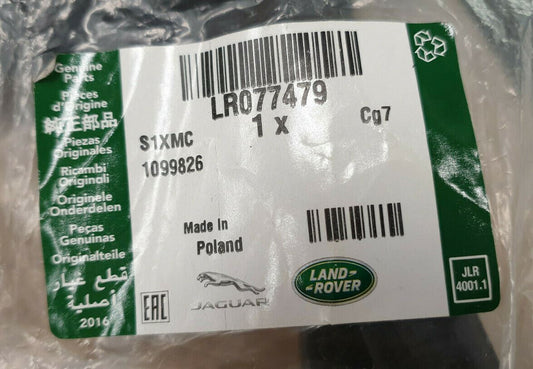 Genuine
Parts
Pièces
d'Origine
純正部品
Piezas
Originales
Ricambi
Originali
Originele
Onderdelen
Peças
Genuinas
Originalteile
قطع غيار
أصلية
2016
LR077479
1 x
Cg7
S1XMC
1099826
Made In
Poland
EAC
JAGUAR
LAND-
-ROVER
JLR
4001.1